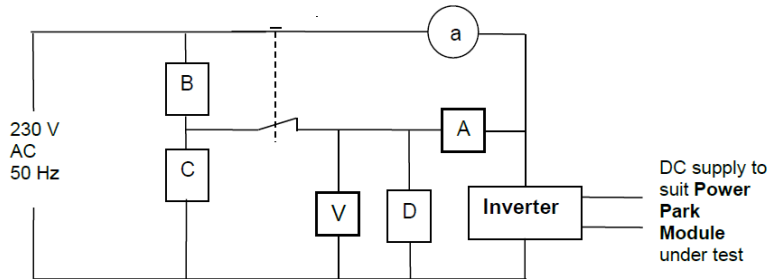 a
B
230 V
AC
50 Hz
A
C
V
D
Inverter
DC supply to
suit Power
Park
Module
under test